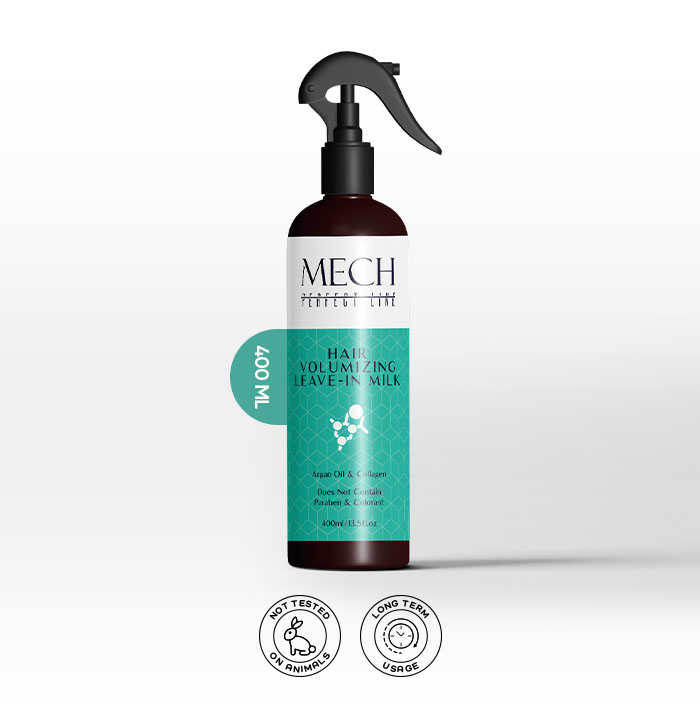 MECH
PERFECT LINE
400 ML
HAIR
VOLUMIZING
LEAVE-IN MILK
Argan Oil & Collagen
Does Not Contain
Paraben & Colorant
400ml/13.5fl.oz
NOT TESTED
ON ANIMALS
LONG TERM
USAGE